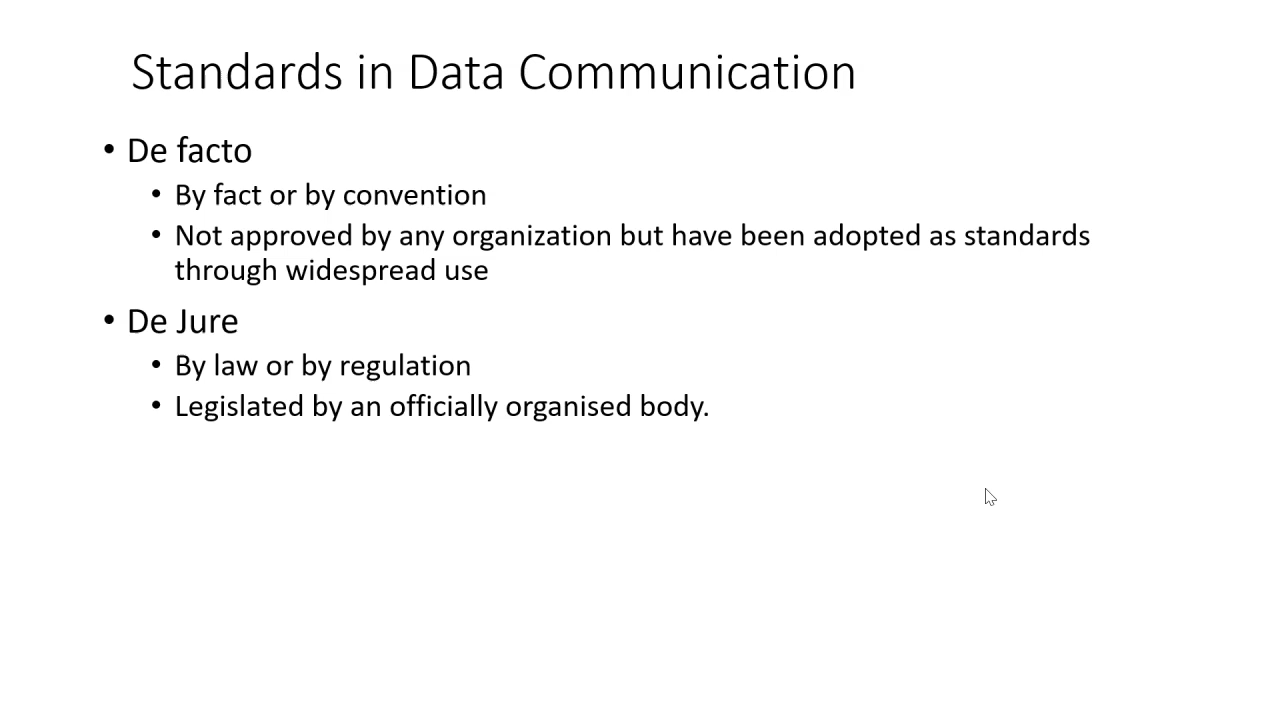 Standards in Data Communication
• De facto
• By fact or by convention
• Not approved by any organization but have been adopted as standards
through widespread use
• De Jure
• By law or by regulation
• Legislated by an officially organised body.